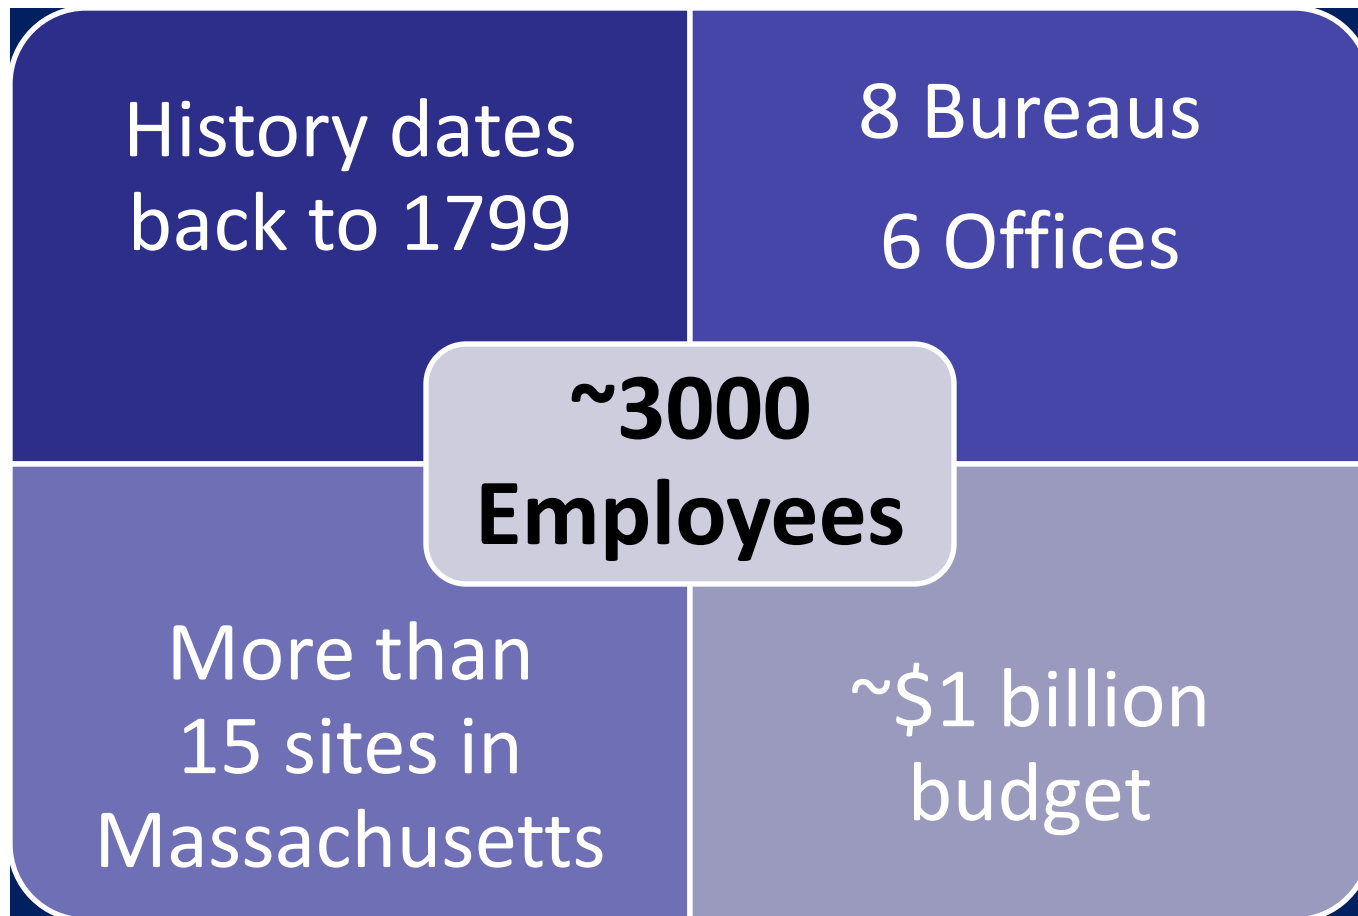 History dates
back to 1799
8 Bureaus
6 Offices
~3000
Employees
More than
15 sites in
Massachusetts
~$1 billion
budget